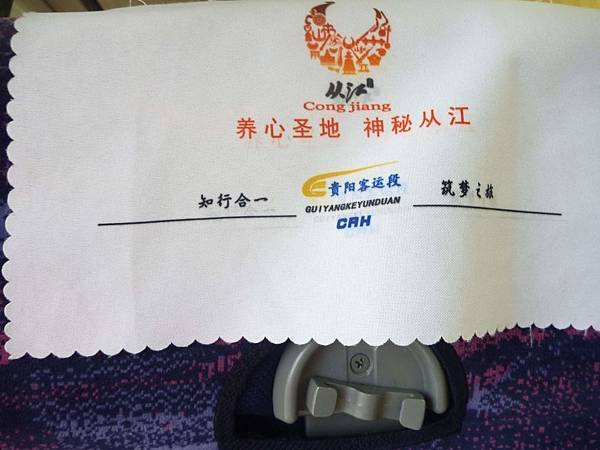 从江
Cong jiang
养心圣地 神秘从江
知行合一
贵阳客运段
GUIYANGKEYUNDUAN
CRH
筑梦之旅